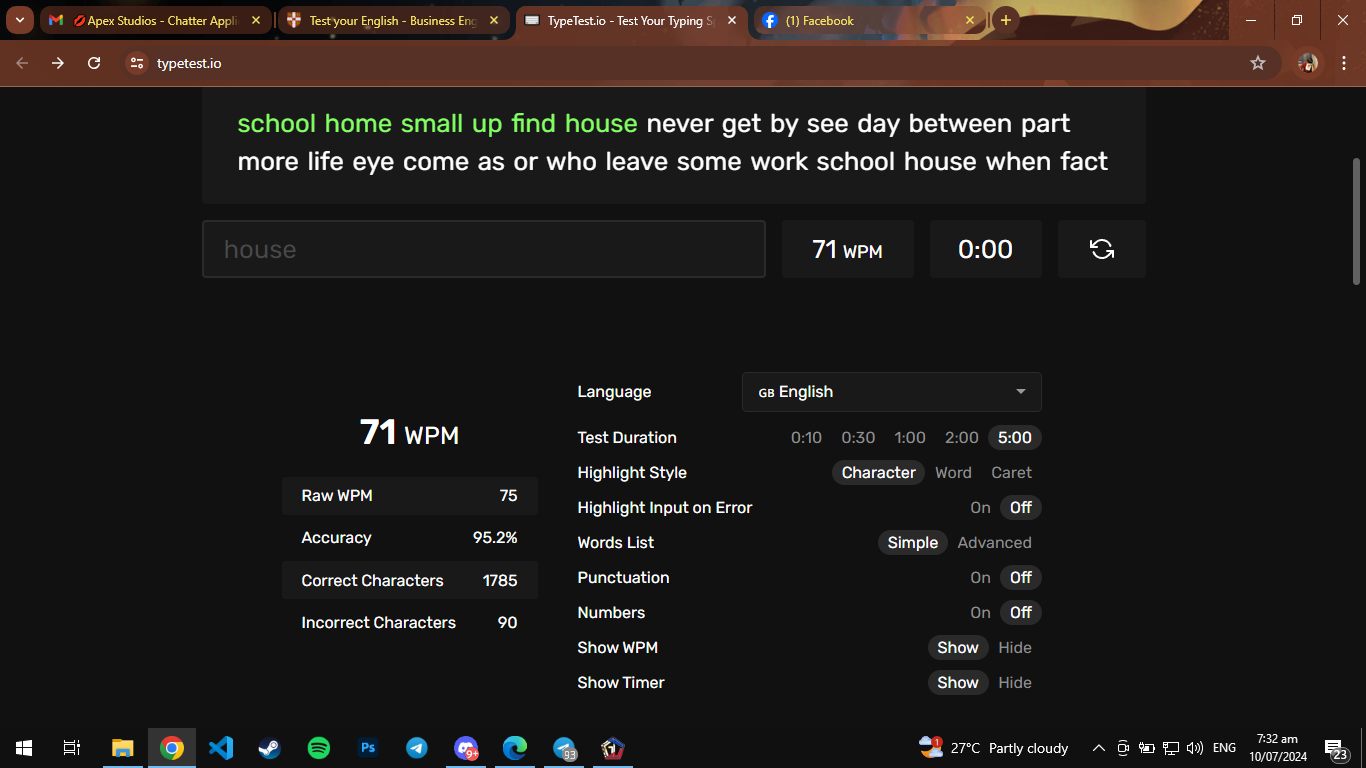 Apex Studios - Chatter Appli
Test your English - Business Eng
TypeTest.io - Test Your Typing Sp
(1) Facebook
typetest.io
school home small up find house never get by see day between part
more life eye come as or who leave some work school house when fact
house
71 WPM
0:00
Language
GB English
71 WPM
Test Duration
0:10 0:30 1:00 2:00 5:00
Highlight Style
Character Word Caret
Raw WPM 75
Highlight Input on Error
On Off
Accuracy 95.2%
Words List
Simple Advanced
Correct Characters 1785
Punctuation
On Off
Numbers
On Off
Incorrect Characters 90
Show WPM
Show Hide
Show Timer
Show Hide
Ps
9+
93
1
27°C Partly cloudy
ENG
7:32 am
10/07/2024
23